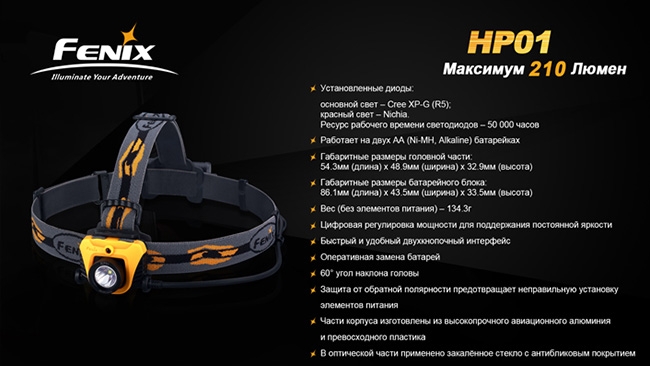 FENIX
Illuminate Your Adventure
HP01
Максимум 210 Люмен
Установленные диоды:
основной свет – Cree XP-G (R5);
красный свет – Nichia.
Ресурс рабочего времени светодиодов – 50 000 часов
Работает на двух AA (Ni-MH, Alkaline) батарейках
Габаритные размеры головной части:
54.3мм (длина) x 48.9мм (ширина) x 32.9мм (высота)
Габаритные размеры батарейного блока:
86.1мм (длина) x 43.5мм (ширина) x 33.5мм (высота)
Вес (без элементов питания) – 134.3г
Цифровая регулировка мощности для поддержания постоянной яркости
Быстрый и удобный двухкнопочный интерфейс
Оперативная замена батарей
60° угол наклона головы
Защита от обратной полярности предотвращает неправильную установку
элементов питания
Части корпуса изготовлены из высокопрочного авиационного алюминия
и превосходного пластика
В оптической части применено закалённое стекло с антибликовым покрытием
FENIX